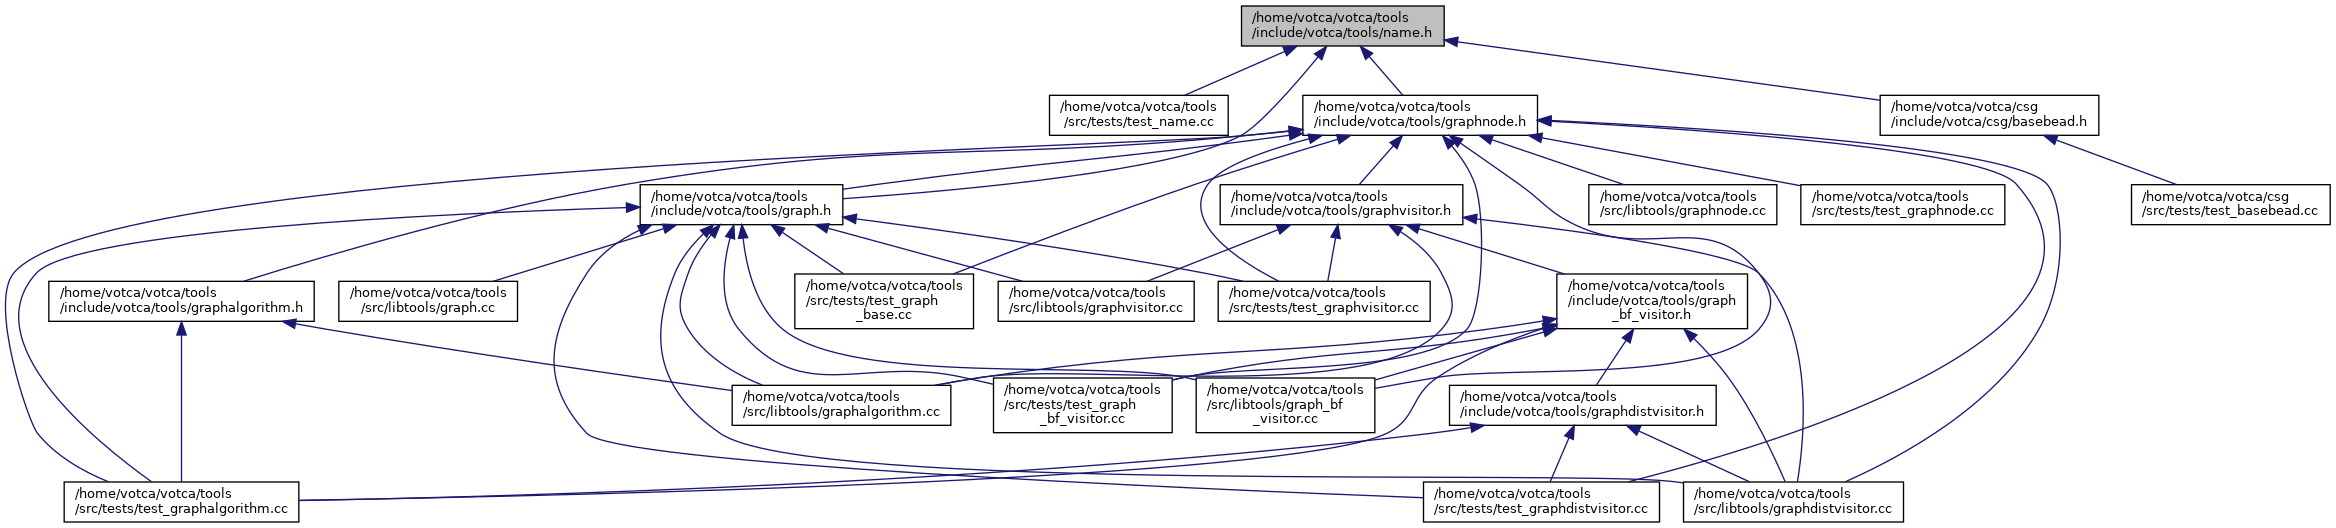 /home/votca/votca/tools
/include/votca/tools/name.h
/home/votca/votca/tools
/src/tests/test_name.cc
/home/votca/votca/tools
/include/votca/tools/graphnode.h
/home/votca/votca/csg
/include/votca/csg/basebead.h
/home/votca/votca/tools
/include/votca/tools/graph.h
/home/votca/votca/tools
/include/votca/tools/graphvisitor.h
/home/votca/votca/tools
/src/libtools/graphnode.cc
/home/votca/votca/tools
/src/tests/test_graphnode.cc
/home/votca/votca/csg
/src/tests/test_basebead.cc
/home/votca/votca/tools
/include/votca/tools/graphalgorithm.h
/home/votca/votca/tools
/src/libtools/graph.cc
/home/votca/votca/tools
/src/tests/test_graph
_base.cc
/home/votca/votca/tools
/src/libtools/graphvisitor.cc
/home/votca/votca/tools
/src/tests/test_graphvisitor.cc
/home/votca/votca/tools
/include/votca/tools/graph
_bf_visitor.h
/home/votca/votca/tools
/src/libtools/graphalgorithm.cc
/home/votca/votca/tools
/src/tests/test_graph
_bf_visitor.cc
/home/votca/votca/tools
/src/libtools/graph_bf
_visitor.cc
/home/votca/votca/tools
/include/votca/tools/graphdistvisitor.h
/home/votca/votca/tools
/src/tests/test_graphalgorithm.cc
/home/votca/votca/tools
/src/tests/test_graphdistvisitor.cc
/home/votca/votca/tools
/src/libtools/graphdistvisitor.cc